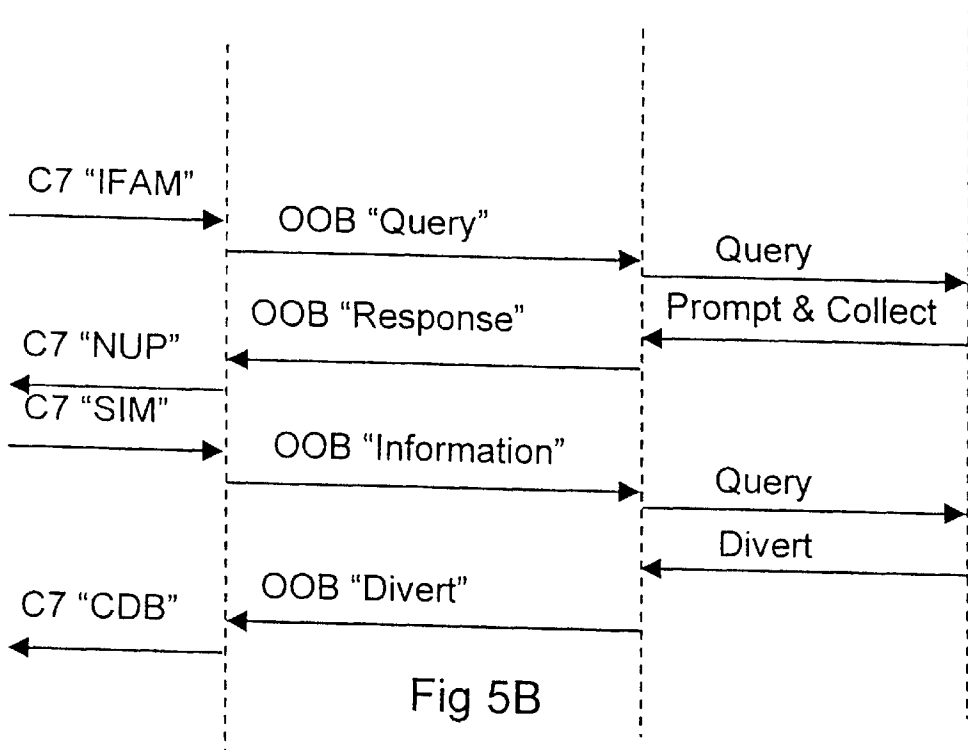 C7 “IFAM”
OOB “Query”
Query
Prompt & Collect
OOB “Response”
C7 “NUP”
C7 “SIM”
OOB “Information”
Query
Divert
OOB “Divert”
C7 “CDB”
Fig 5B